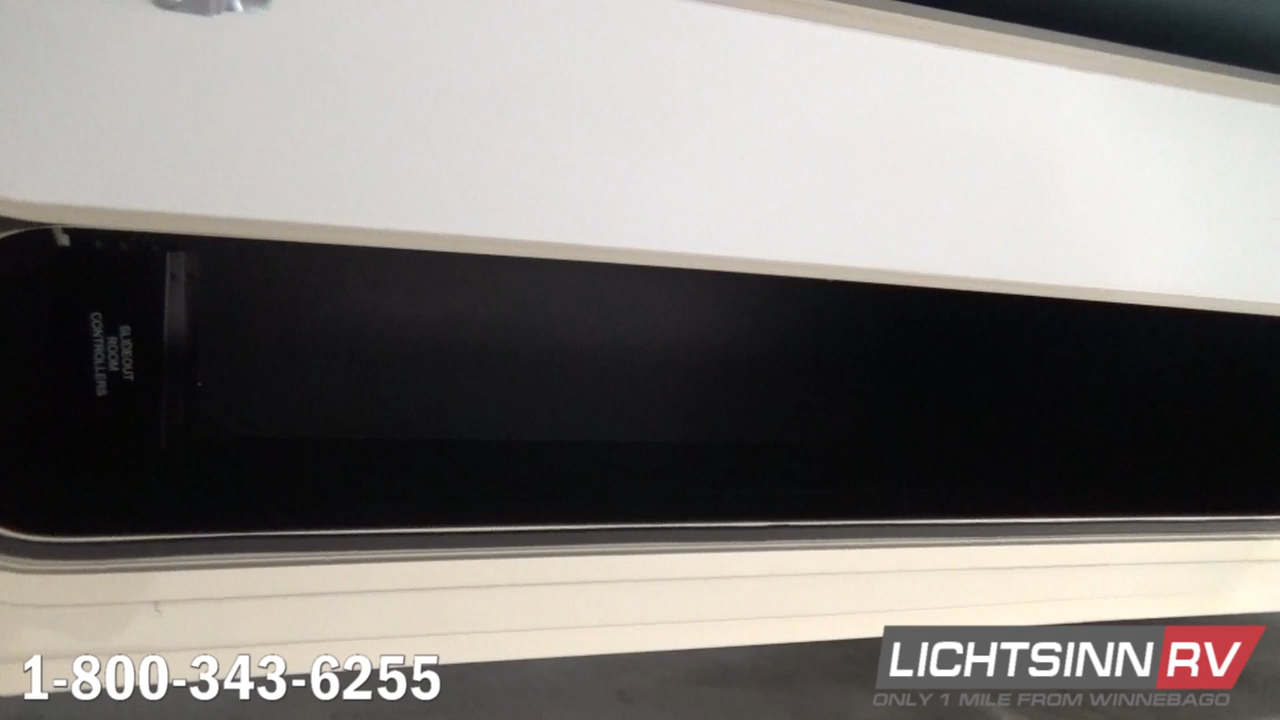 SLIDEOUT
ROOM
CONTROLLERS
1-800-343-6255
LICHTSINN RV
ONLY 1 MILE FROM WINNEBAGO